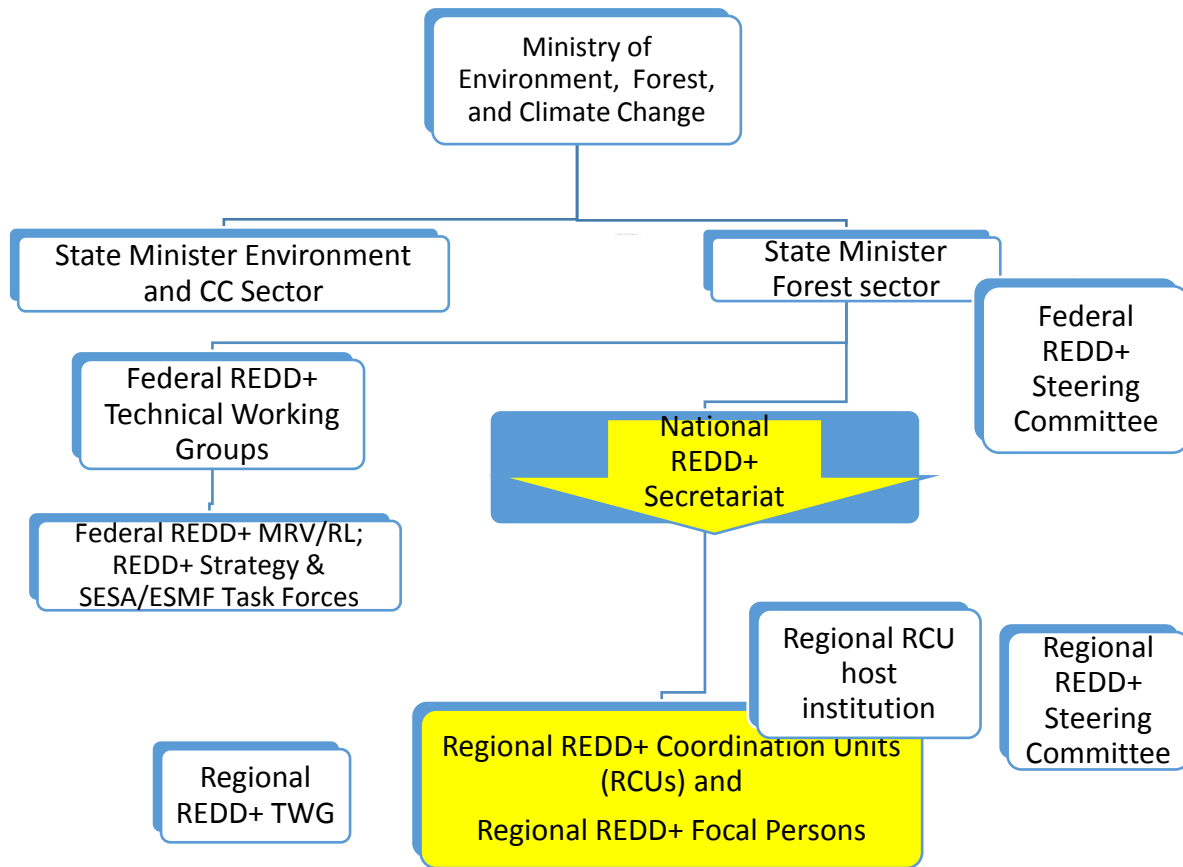 Ministry of
Environment, Forest,
and Climate Change
State Minister Environment
and CC Sector
State Minister
Forest sector
Federal
REDD+
Steering
Committee
Federal REDD+
Technical Working
Groups
National
REDD+
Secretariat
Federal REDD+ MRV/RL;
REDD+ Strategy &
SESA/ESMF Task Forces
Regional RCU
host
institution
Regional
REDD+
Steering
Committee
Regional REDD+ Coordination Units
(RCUs) and
Regional REDD+ Focal Persons
Regional
REDD+ TWG